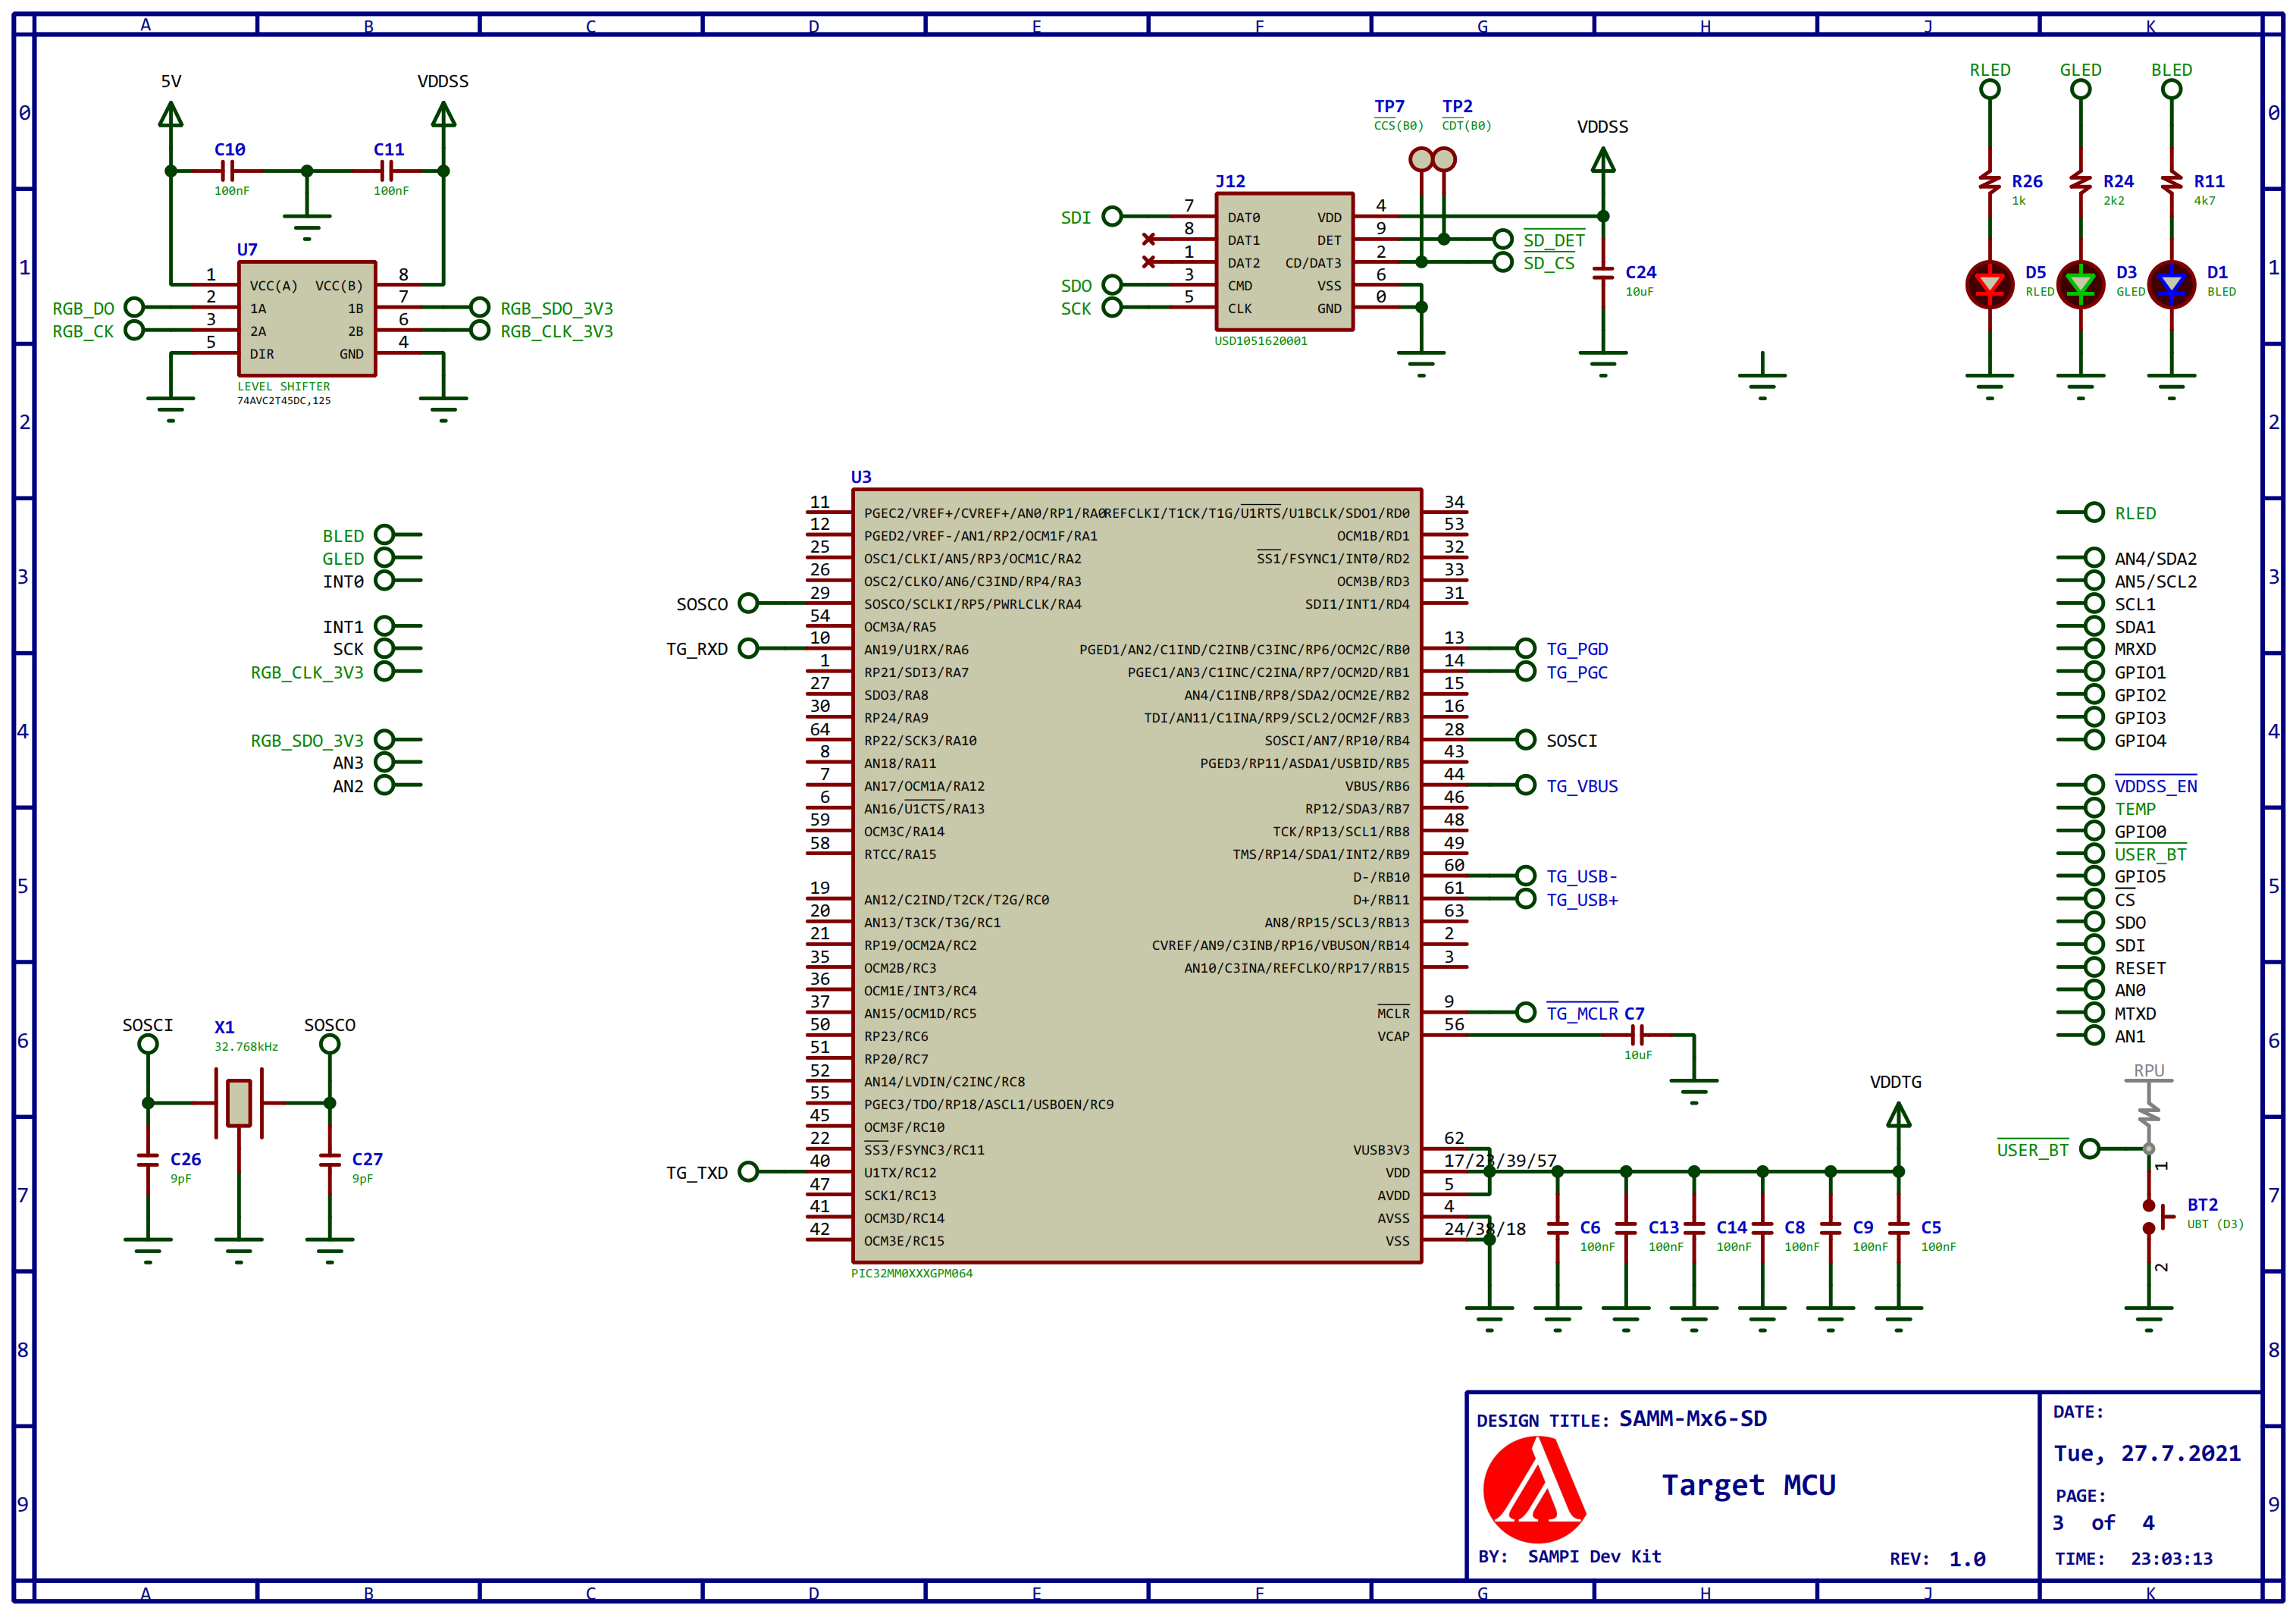 A B C D E F G H J K
0 1 2 3 4 5 6 7 8 9
5V
VDDSS
C10
100nF
C11
100nF
U7
1 VCC(A) VCC(B) 8
RGB_DO 2 1A 1B 7 RGB_SDO_3V3
RGB_CK 3 2A 2B 6 RGB_CLK_3V3
5 DIR GND 4
LEVEL SHIFTER
74AVC2T45DC,125
TP7 TP2
CCS(B0) CDT(B0)
VDDSS
J12
SDI 7 DAT0 VDD 4
8 DAT1 DET 9 SD_DET
1 DAT2 CD/DAT3 2 SD_CS
SDO 3 CMD VSS 6
SCK 5 CLK GND 0
USD1051620001
C24
10uF
RLED GLED BLED
R26 R24 R11
1k 2k2 4k7
D5 D3 D1
RLED GLED BLED
BLED
GLED
INT0
INT1
SCK
RGB_CLK_3V3
RGB_SDO_3V3
AN3
AN2
U3
11 PGEC2/VREF+/CVREF+/AN0/RP1/RA0 REFCLKI/T1CK/T1G/U1RTS/U1BCLK/SDO1/RD0 34
12 PGED2/VREF-/AN1/RP2/OCM1F/RA1 OCM1B/RD1 53
25 OSC1/CLKI/AN5/RP3/OCM1C/RA2 SS1/FSYNC1/INT0/RD2 32
26 OSC2/CLKO/AN6/C3IND/RP4/RA3 OCM3B/RD3 33
SOSCO 29 SOSCO/SCLKI/RP5/PWRLCLK/RA4 SDI1/INT1/RD4 31
54 OCM3A/RA5
TG_RXD 10 AN19/U1RX/RA6 PGED1/AN2/C1IND/C2INB/C3INC/RP6/OCM2C/RB0 13 TG_PGD
1 RP21/SDI3/RA7 PGEC1/AN3/C1INC/C2INA/RP7/OCM2D/RB1 14 TG_PGC
27 SDO3/RA8 AN4/C1INB/RP8/SDA2/OCM2E/RB2 15
30 RP24/RA9 TDI/AN11/C1INA/RP9/SCL2/OCM2F/RB3 16
64 RP22/SCK3/RA10 SOSCI/AN7/RP10/RB4 28 SOSCI
8 AN18/RA11 PGED3/RP11/ASDA1/USBID/RB5 43
7 AN17/OCM1A/RA12 VBUS/RB6 44 TG_VBUS
6 AN16/U1CTS/RA13 RP12/SDA3/RB7 46
59 OCM3C/RA14 TCK/RP13/SCL1/RB8 48
58 RTCC/RA15 TMS/RP14/SDA1/INT2/RB9 49
D-/RB10 60 TG_USB-
19 AN12/C2IND/T2CK/T2G/RC0 D+/RB11 61 TG_USB+
20 AN13/T3CK/T3G/RC1 AN8/RP15/SCL3/RB13 63
21 RP19/OCM2A/RC2 CVREF/AN9/C3INB/RP16/VBUSON/RB14 2
35 OCM2B/RC3 AN10/C3INA/REFCLKO/RP17/RB15 3
36 OCM1E/INT3/RC4
37 AN15/OCM1D/RC5 MCLR 9 TG_MCLR
50 RP23/RC6 VCAP 56
51 RP20/RC7
52 AN14/LVDIN/C2INC/RC8
55 PGEC3/TDO/RP18/ASCL1/USBOEN/RC9
45 OCM3F/RC10
22 SS3/FSYNC3/RC11 VUSB3V3 62
TG_TXD 40 U1TX/RC12 VDD 17/23/39/57
47 SCK1/RC13 AVDD 5
41 OCM3D/RC14 AVSS 4
42 OCM3E/RC15 VSS 24/38/18
PIC32MM0XXXGPM064
C7
10uF
VDDTG
C6 C13 C14 C8 C9 C5
100nF 100nF 100nF 100nF 100nF 100nF
RLED
AN4/SDA2
AN5/SCL2
SCL1
SDA1
MRXD
GPIO1
GPIO2
GPIO3
GPIO4
VDDSS_EN
TEMP
GPIO0
USER_BT
GPIO5
CS
SDO
SDI
RESET
AN0
MTXD
AN1
RPU
USER_BT
1
BT2
UBT (D3)
2
SOSCI X1 SOSCO
32.768kHz
C26 C27
9pF 9pF
DESIGN TITLE: SAMM-Mx6-SD
Target MCU
BY: SAMPI Dev Kit
REV: 1.0
DATE:
Tue, 27.7.2021
PAGE:
3 of 4
TIME: 23:03:13
0 1 2 3 4 5 6 7 8 9
A B C D E F G H J K